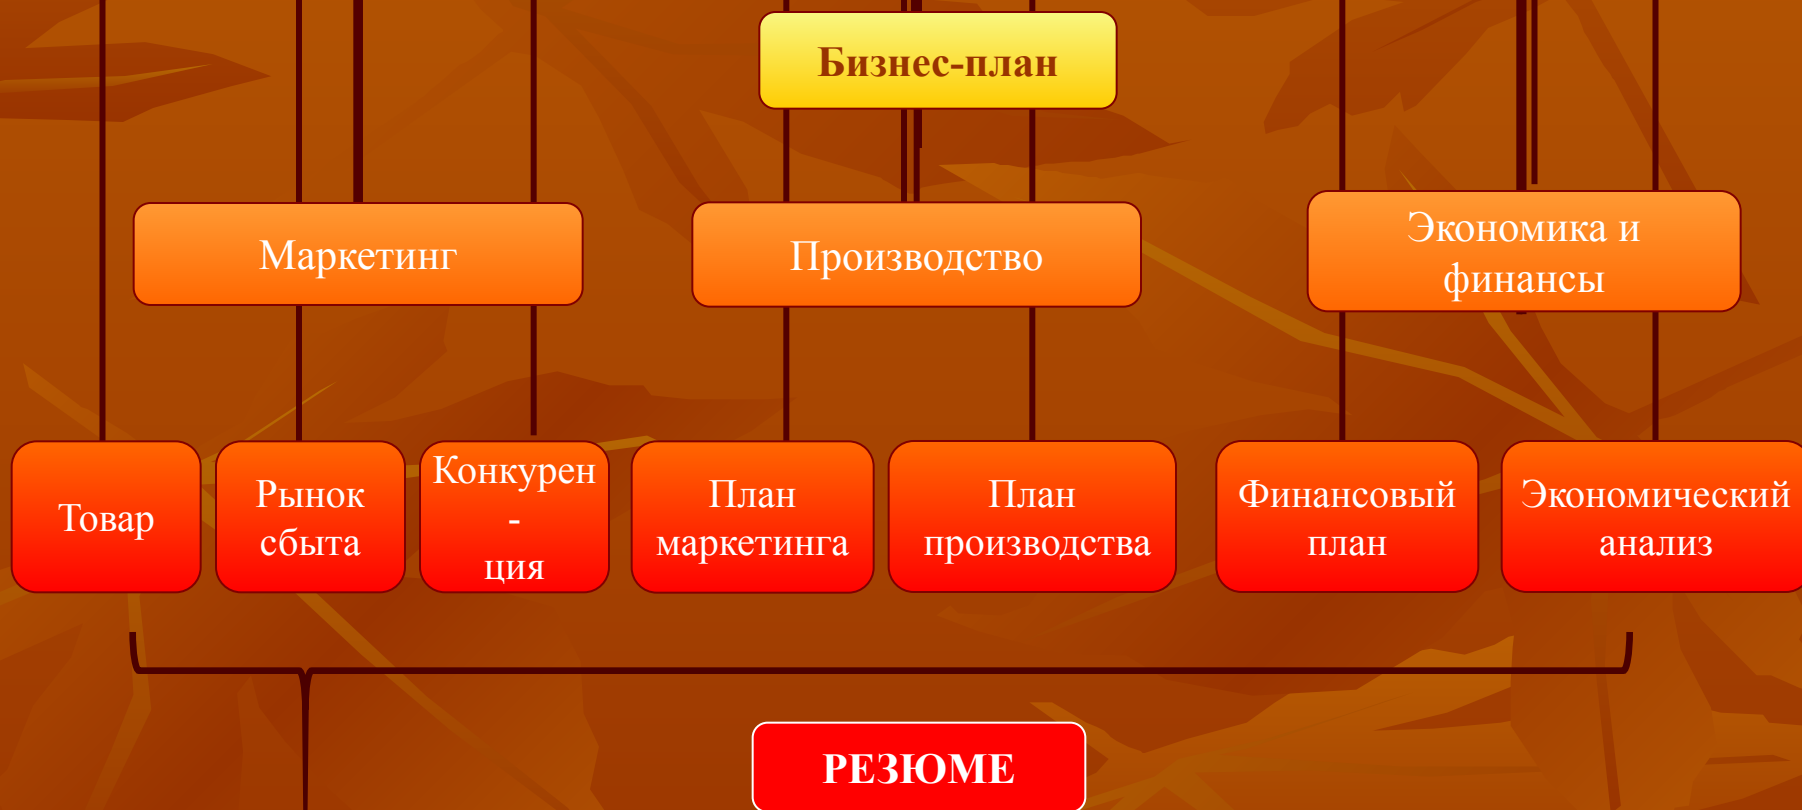 Бизнес-план
Маркетинг
Производство
Экономика и
финансы
Товар
Рынок
сбыта
Конкурен
-
ция
План
маркетинга
План
производства
Финансовый
план
Экономический
анализ
РЕЗЮМЕ